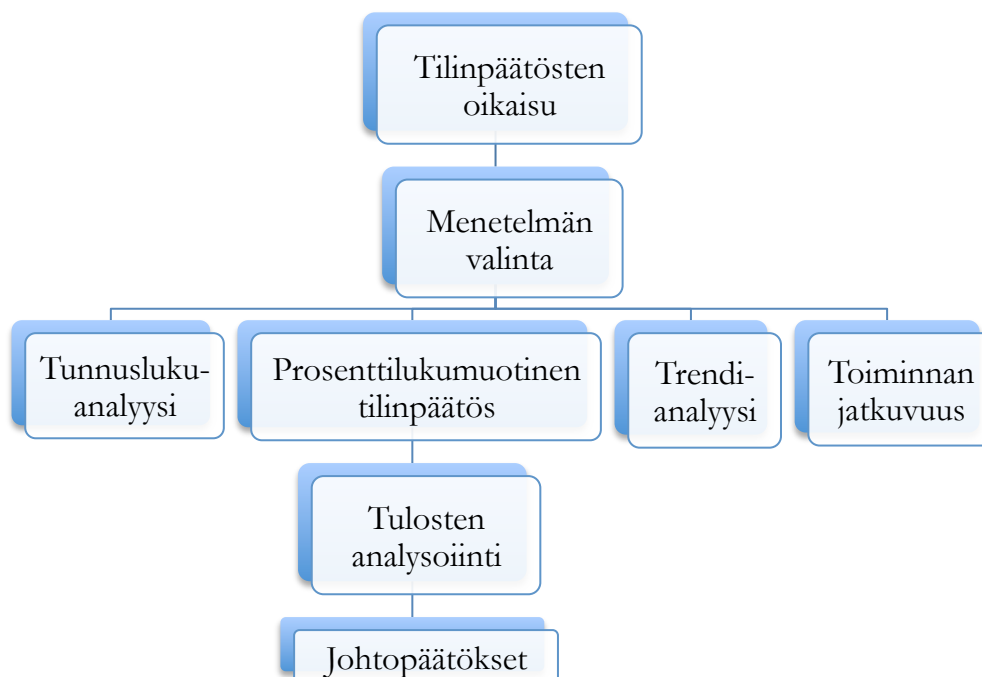 Tilinpäätösten
oikaisu
Menetelmän
valinta
Tunnusluku-
analyysi
Prosenttilukumuotinen
tilinpäätös
Trendi-
analyysi
Toiminnan
jatkuvuus
Tulosten
analysoiinti
Johtopäätökset